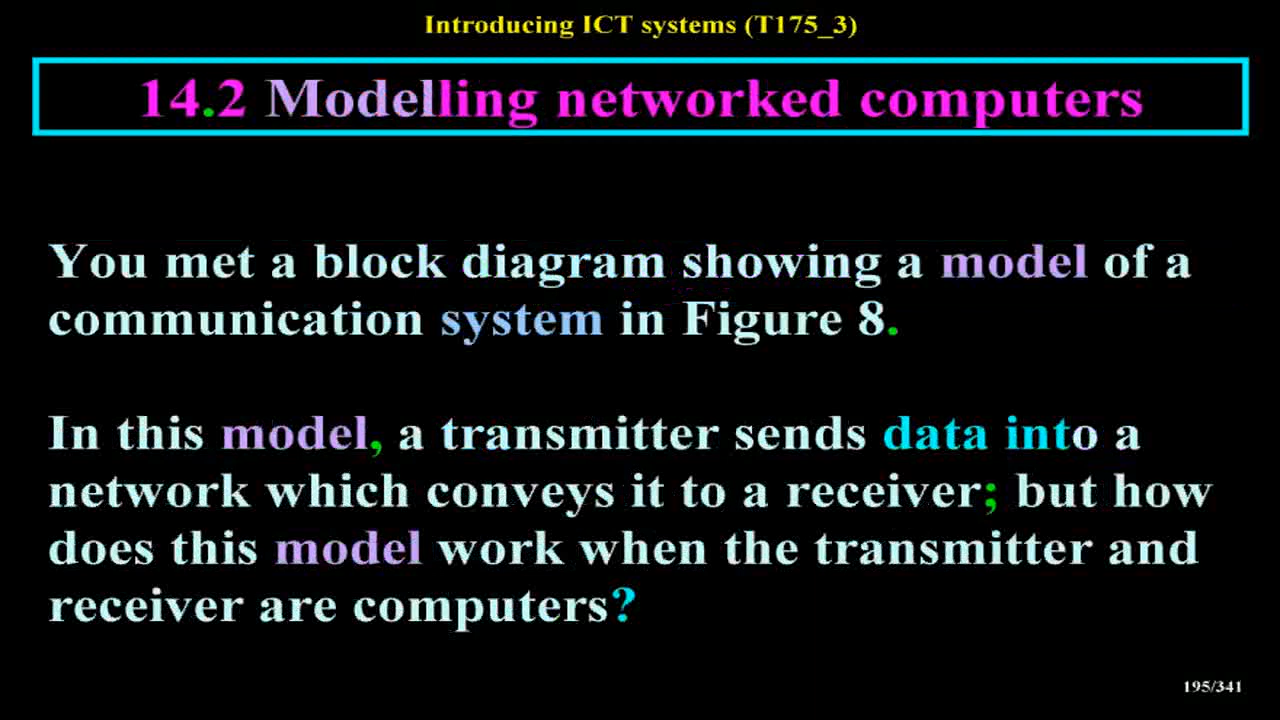 Introducing ICT systems (T175_3)
14.2 Modelling networked computers
You met a block diagram showing a model of a
communication system in Figure 8.
In this model, a transmitter sends data into a
network which conveys it to a receiver; but how
does this model work when the transmitter and
receiver are computers?
195/341